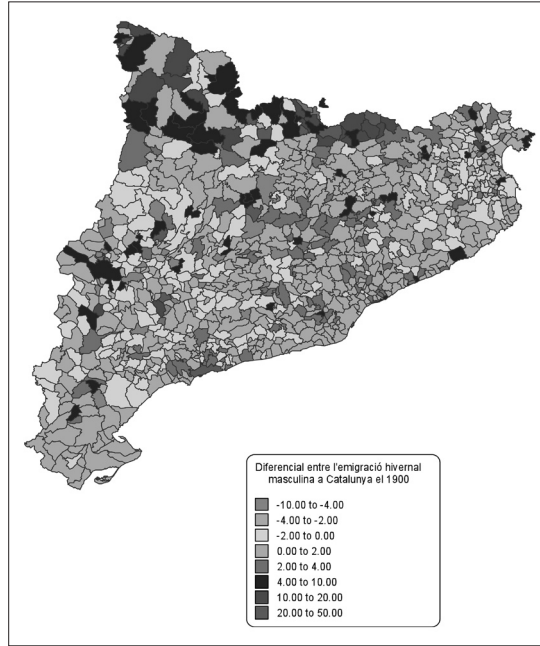 Diferencial entre l'emigració hivernal
masculina a Catalunya el 1900
-10.00 to -4.00
-4.00 to -2.00
-2.00 to 0.00
0.00 to 2.00
2.00 to 4.00
4.00 to 10.00
10.00 to 20.00
20.00 to 50.00